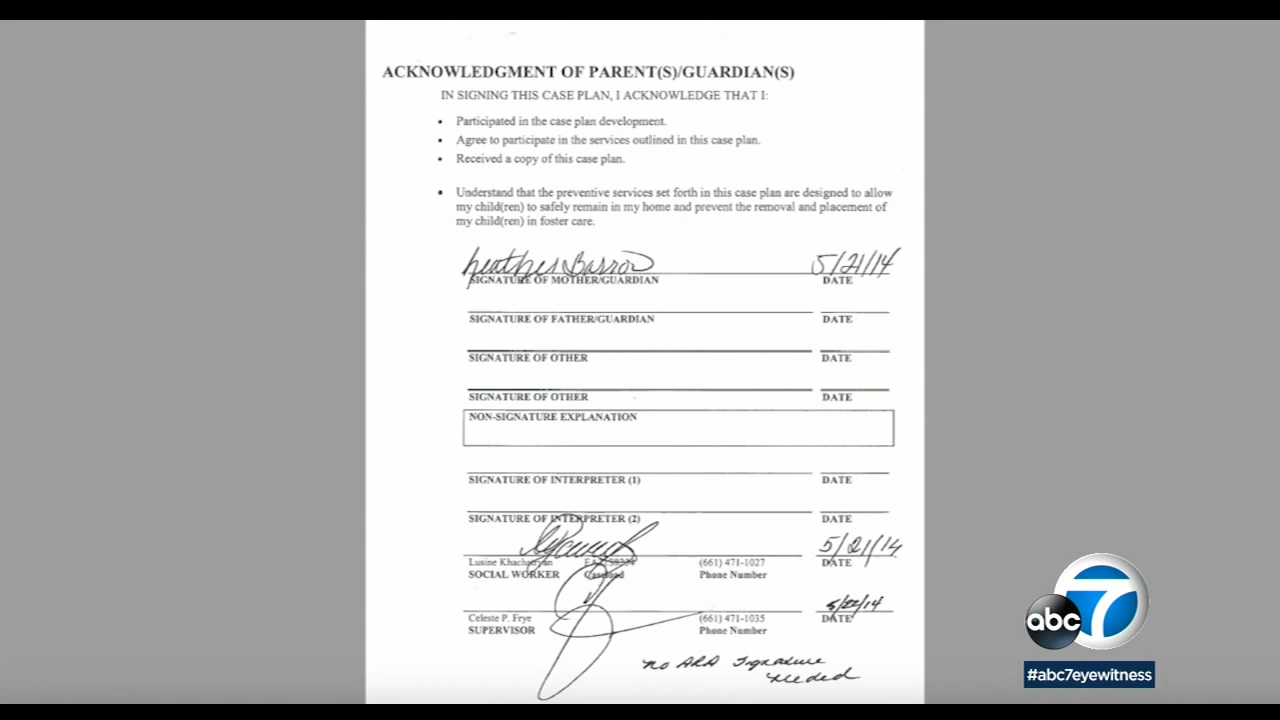 ACKNOWLEDGMENT OF PARENT(S)/GUARDIAN(S)
IN SIGNING THIS CASE PLAN, I ACKNOWLEDGE THAT I:
• Participated in the case plan development.
• Agree to participate in the services outlined in this case plan.
• Received a copy of this case plan.
• Understand that the preventive services set forth in this case plan are designed to allow
my child(ren) to safely remain in my home and prevent the removal and placement of
my child(ren) in foster care.
heather Barron 5/21/14
SIGNATURE OF MOTHER/GUARDIAN DATE
SIGNATURE OF FATHER/GUARDIAN DATE
SIGNATURE OF OTHER DATE
SIGNATURE OF OTHER DATE
NON-SIGNATURE EXPLANATION
SIGNATURE OF INTERPRETER (1) DATE
SIGNATURE OF INTERPRETER (2) DATE
5/21/14
Lusine (661) 471-1027 DATE
SOCIAL WORKER Caseload Phone Number
5/22/14
Celeste P. Frye (661) 471-1035 DATE
SUPERVISOR Phone Number
No ARA Signature
needed
abc 7
#abc7eyewitness